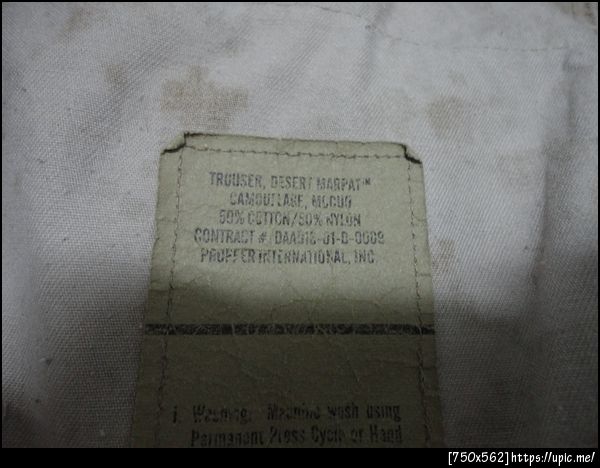 TROUSER, DESERT MARPAT™
CAMOUFLAGE, MCCUU
50% COTTON/50% NYLON
CONTRACT #, DAAB18-01-D-0009
PROPPER INTERNATIONAL, INC.
1. Washing: Machine wash using
Permanent Press Cycle or Hand
[750x562]https://upic.me/